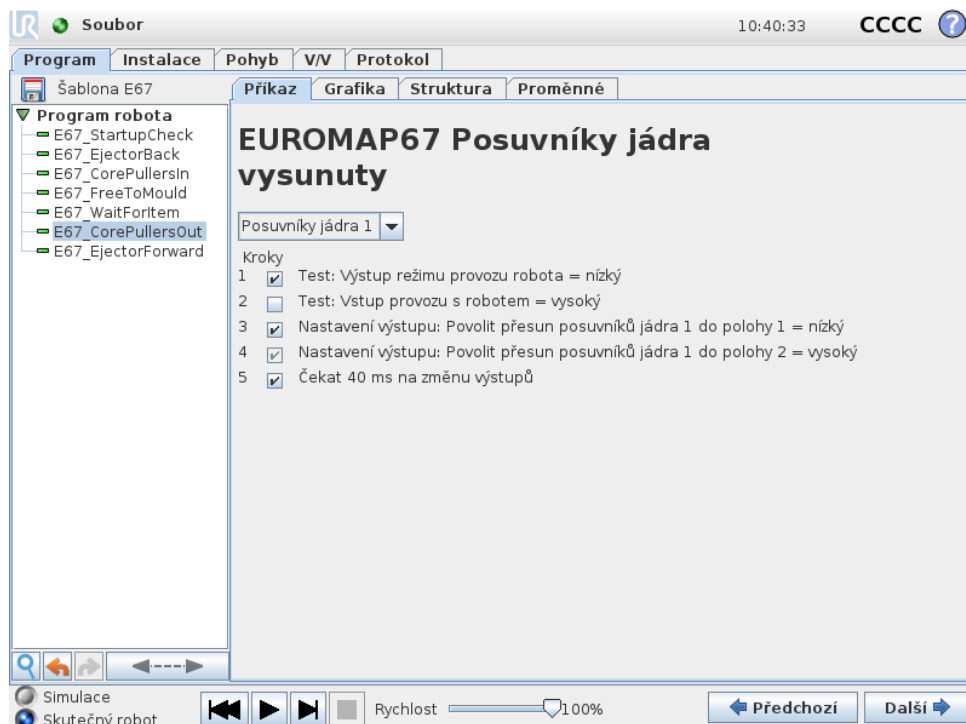 UR Soubor 10:40:33 CCCC ?
Program Instalace Pohyb V/V Protokol
Šablona E67
Příkaz Grafika Struktura Proměnné
Program robota
E67_StartupCheck
E67_EjectorBack
E67_CorePullersIn
E67_FreeToMould
E67_WaitForItem
E67_CorePullersOut
E67_EjectorForward
EUROMAP67 Posuvníky jádra
vysunuty
Posuvníky jádra 1
Kroky
1 Test: Výstup režimu provozu robota = nízký
2 Test: Vstup provozu s robotem = vysoký
3 Nastavení výstupu: Povolit přesun posuvníků jádra 1 do polohy 1 = nízký
4 Nastavení výstupu: Povolit přesun posuvníků jádra 1 do polohy 2 = vysoký
5 Čekat 40 ms na změnu výstupů
Simulace
Skutečný robot
Rychlost 100%
Předchozí Další